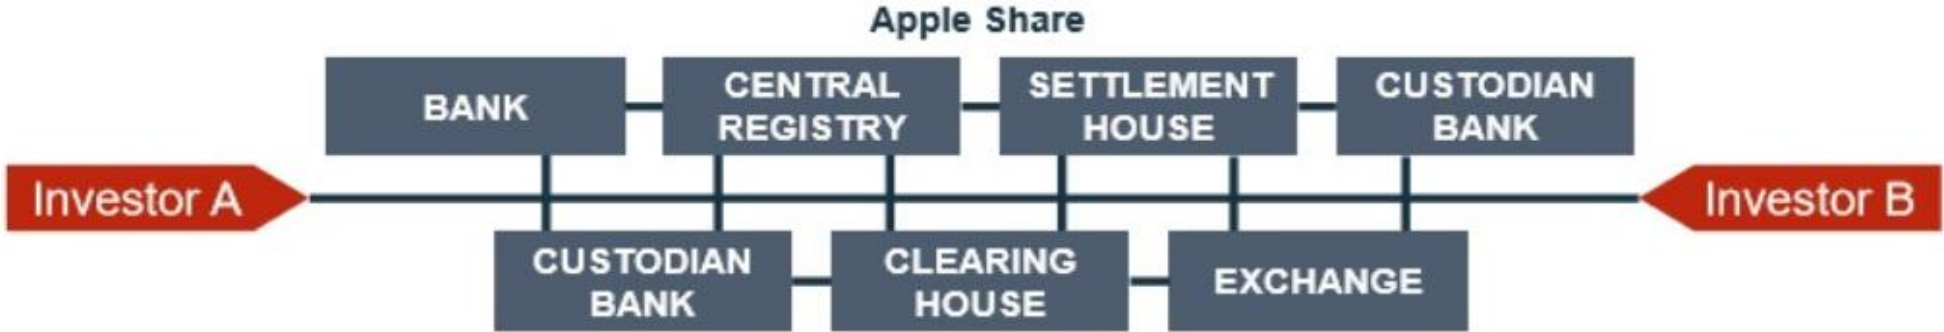 Apple Share
BANK
CENTRAL
REGISTRY
SETTLEMENT
HOUSE
CUSTODIAN
BANK
Investor A
Investor B
CUSTODIAN
BANK
CLEARING
HOUSE
EXCHANGE